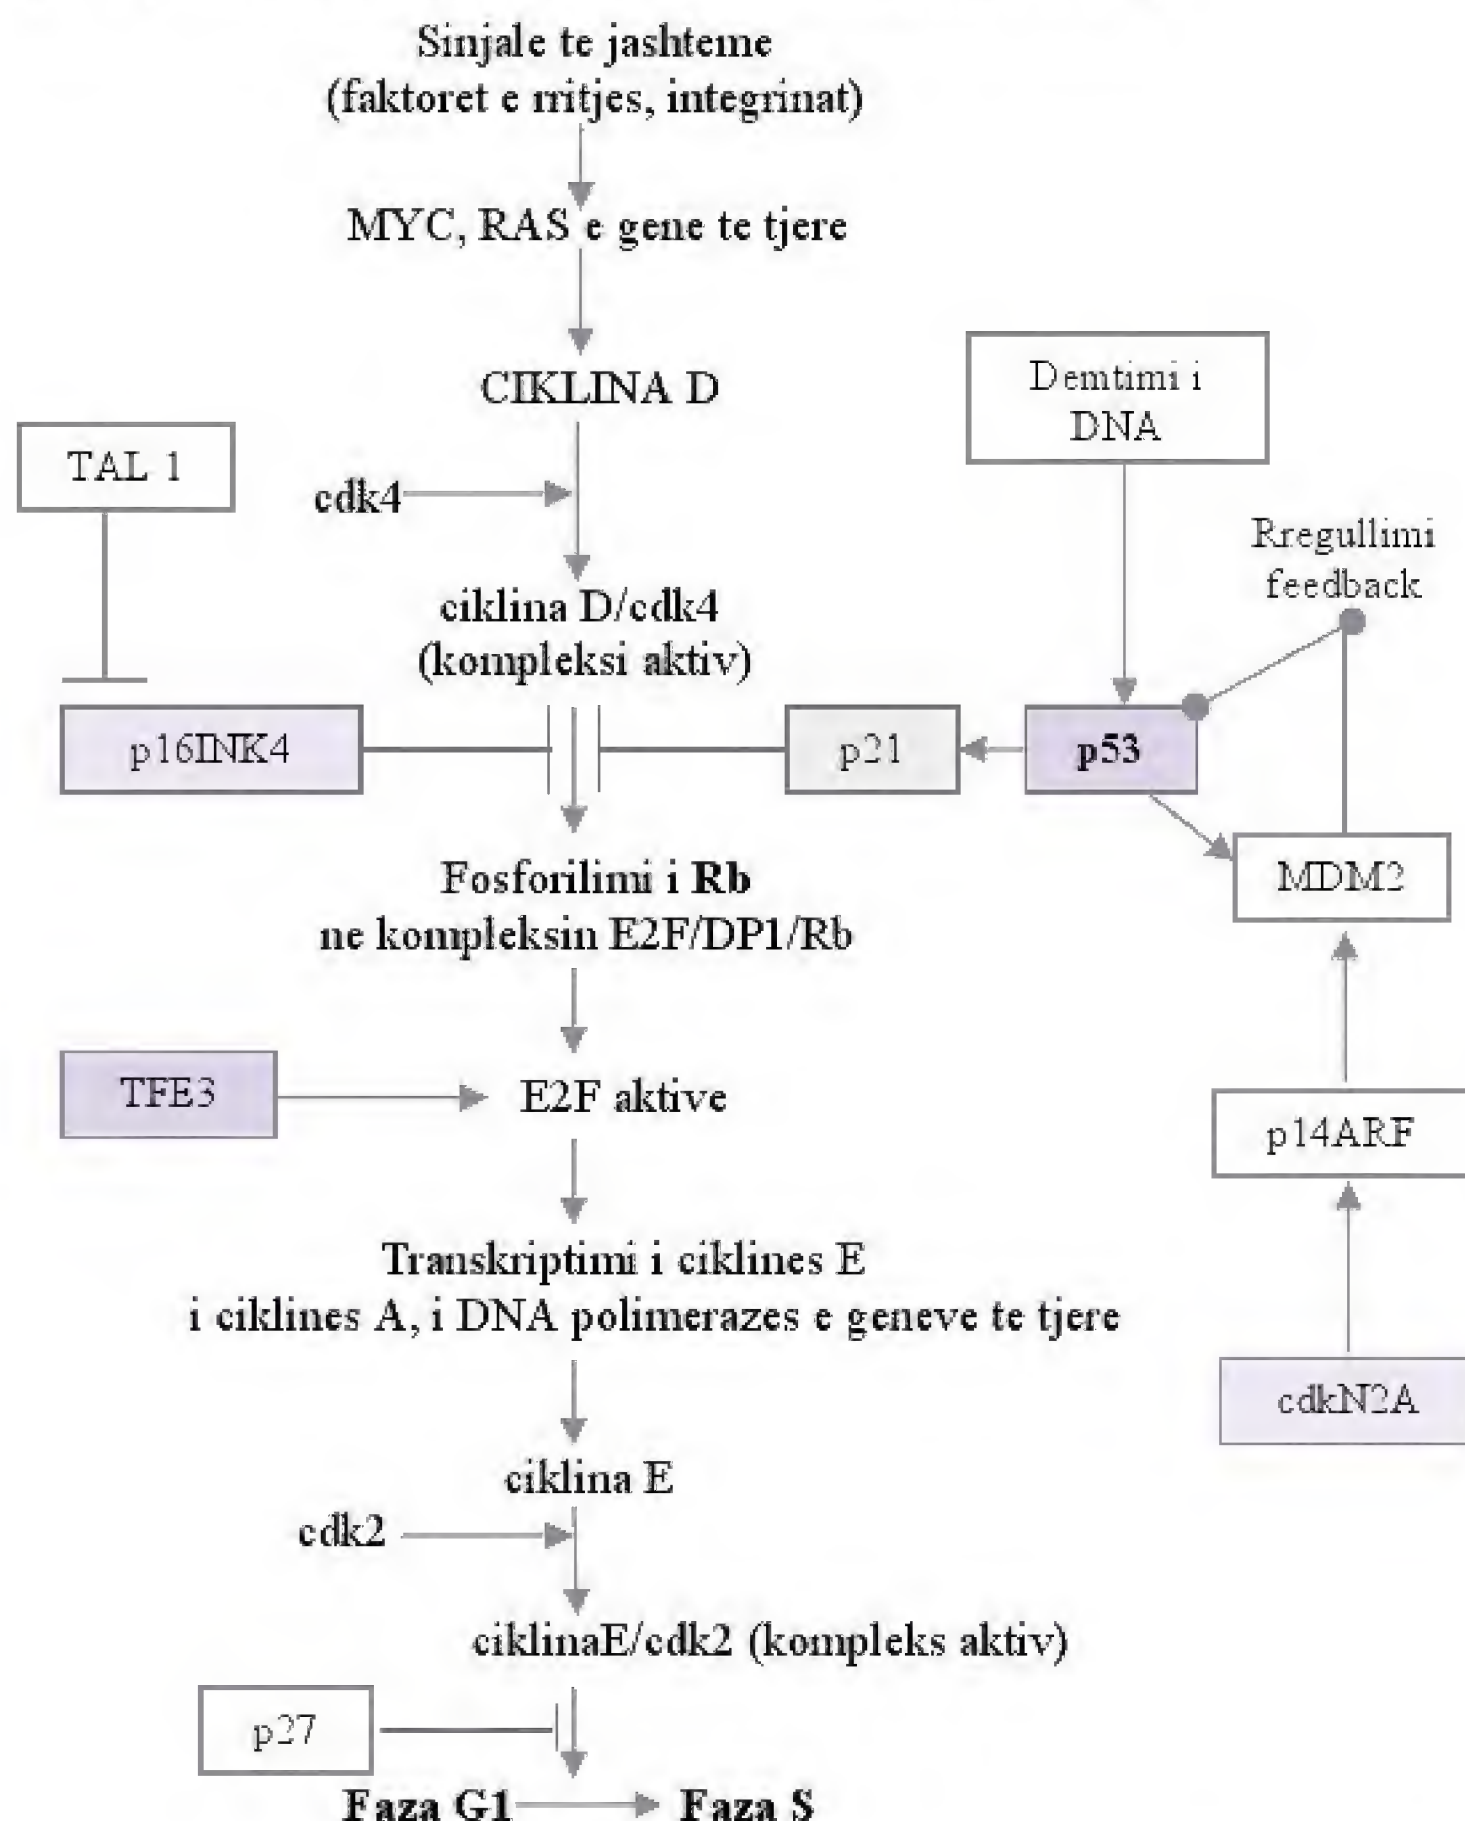 Sinjale te jashteme
(faktoret e rritjes, integrinat)
MYC, RAS e gene te tjere
CIKLINA D
Demtimi i
DNA
TAL 1
cdk4
Rregullimi
feedback
ciklina D/cdk4
(kompleksi aktiv)
p16INK4
p21
p53
MDM2
Fosforilimi i Rb
ne kompleksin E2F/DP1/Rb
TFE3
E2F aktive
p14ARF
Transkriptimi i ciklines E
i ciklines A, i DNA polimerazes e geneve te tjere
cdkN2A
ciklina E
cdk2
ciklinaE/cdk2 (kompleks aktiv)
p27
Faza G1
Faza S